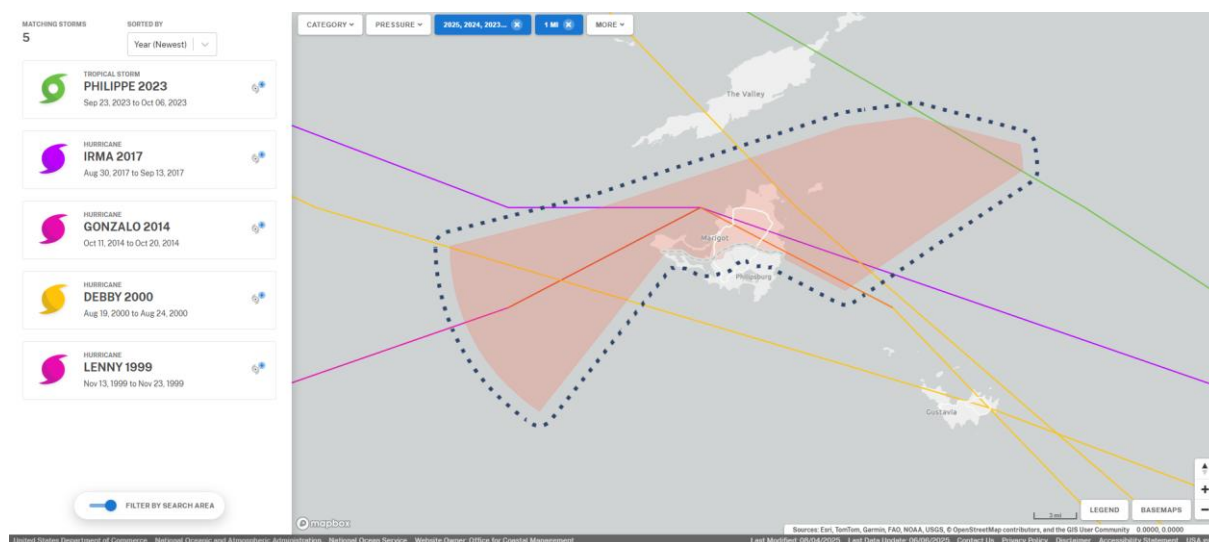 MATCHING STORMS
5
SORTED BY
Year (Newest)
TROPICAL STORM
PHILIPPE 2023
Sep 23, 2023 to Oct 06, 2023
HURRICANE
IRMA 2017
Aug 30, 2017 to Sep 13, 2017
HURRICANE
GONZALO 2014
Oct 11, 2014 to Oct 20, 2014
HURRICANE
DEBBY 2000
Aug 19, 2000 to Aug 24, 2000
HURRICANE
LENNY 1999
Nov 13, 1999 to Nov 23, 1999
FILTER BY SEARCH AREA
CATEGORY
PRESSURE
2025, 2024, 2023...
1 MI
MORE
The Valley
Marigot
Philipsburg
Gustavia
mapbox
LEGEND
BASEMAPS
Sources: Esri, TomTom, Garmin, FAO, NOAA, USGS, © OpenStreetMap contributors, and the GIS User Community 0.0000, 0.0000
United States Department of Commerce National Oceanic and Atmospheric Administration National Ocean Service Website Owner: Office for Coastal Management
Last Modified: 08/04/2025 Last Data Update: 06/06/2025 Contact Us Privacy Policy Disclaimer Accessibility Statement